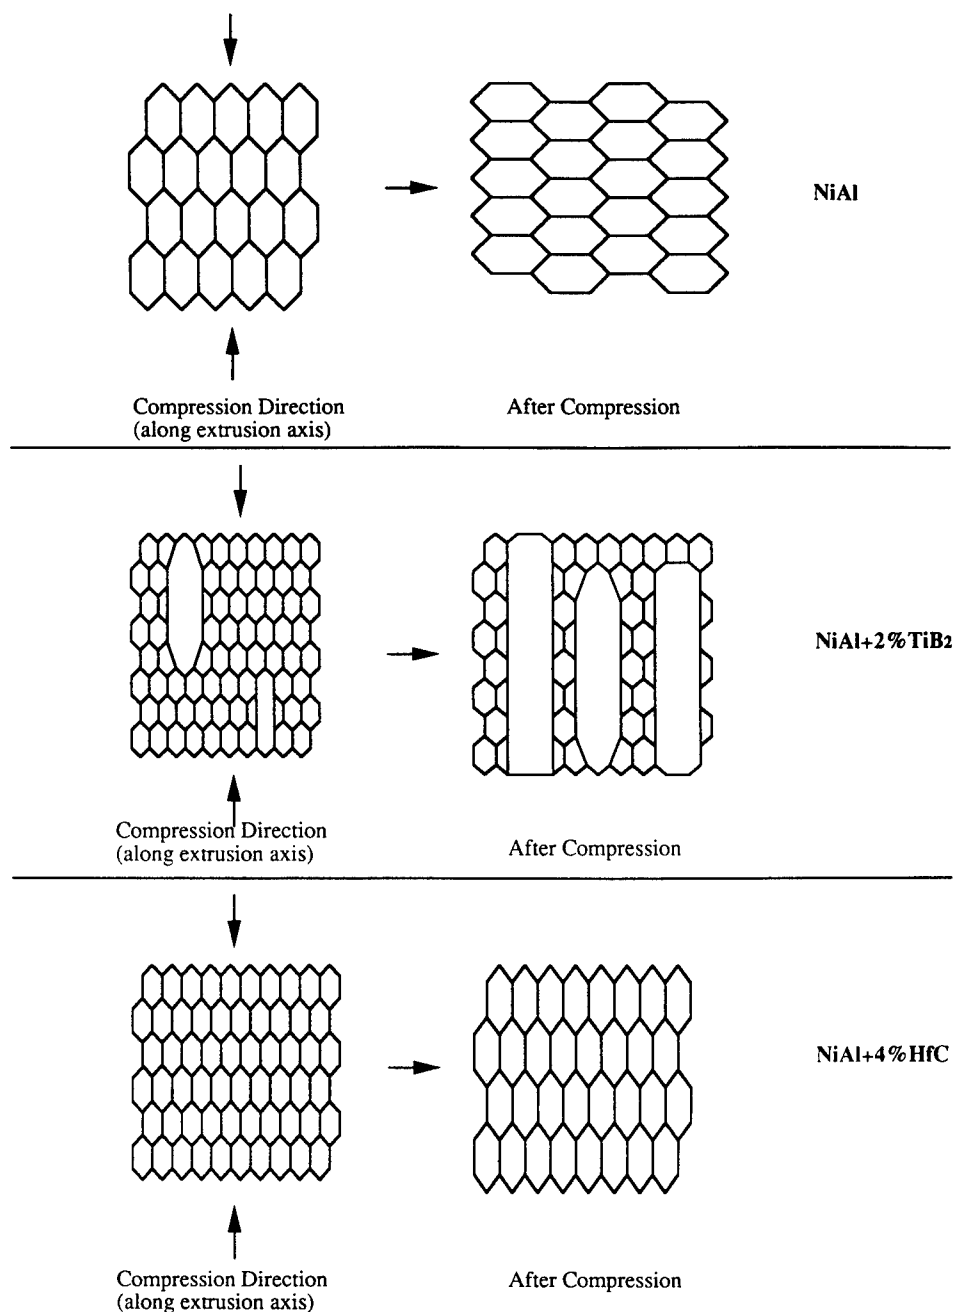 NiAl
Compression Direction
(along extrusion axis)
After Compression
NiAl+2%TiB2
Compression Direction
(along extrusion axis)
After Compression
NiAl+4%HfC
Compression Direction
(along extrusion axis)
After Compression